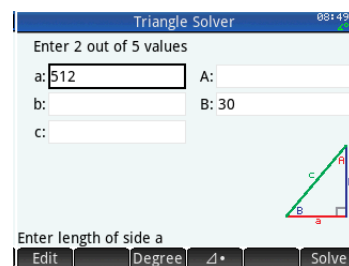 Triangle Solver 08:49
Enter 2 out of 5 values
a: 512 A:
b: B: 30
c:
c A
B
a
Enter length of side a
Edit Degree ⊿• Solve